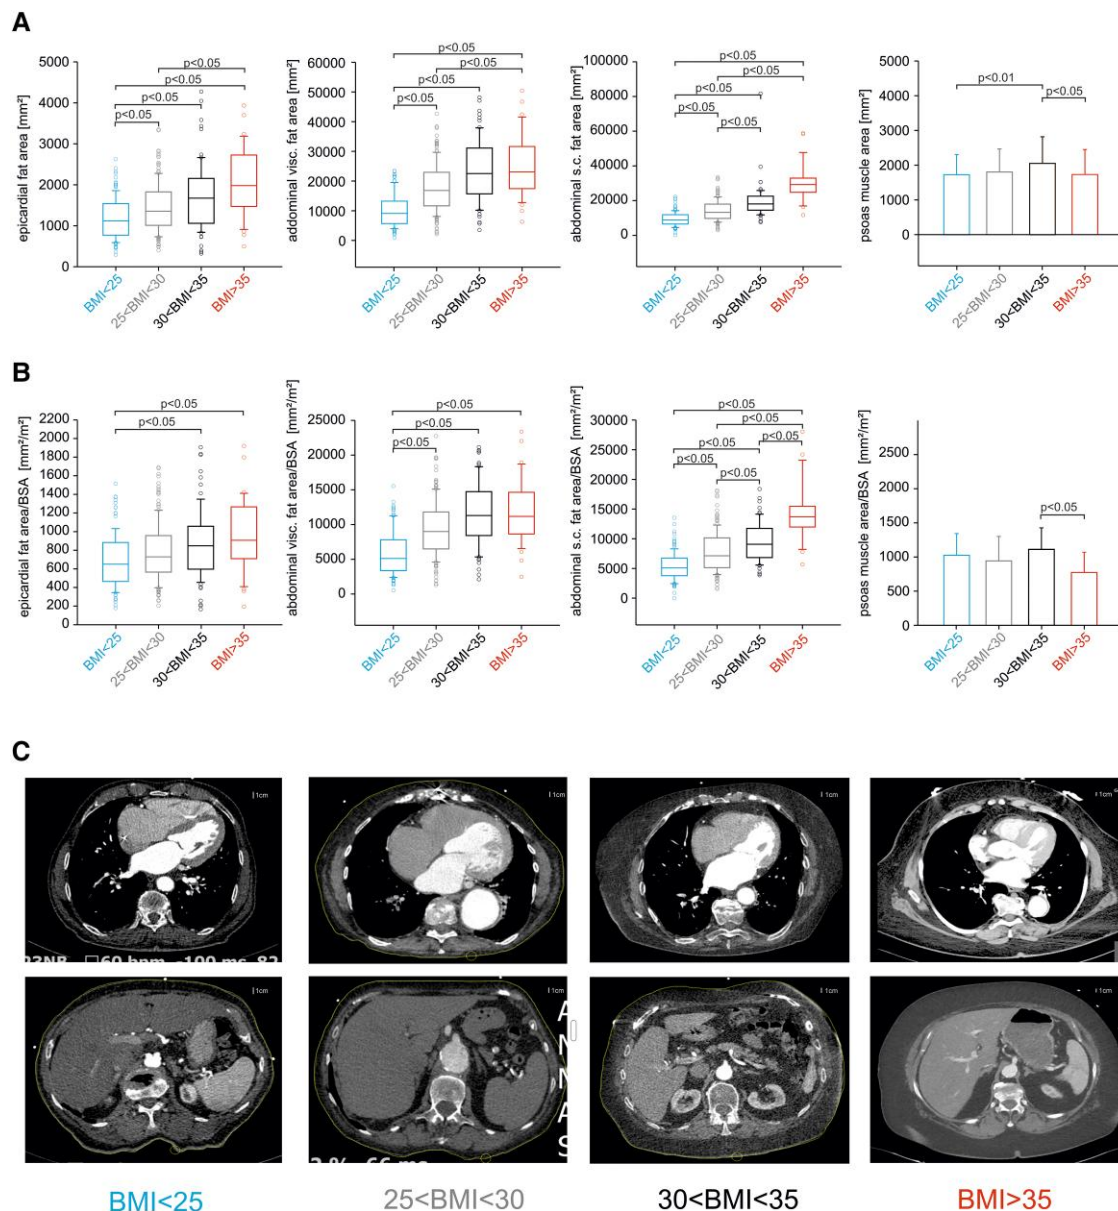 A
epicardial fat area [mm²]
5000
4000
3000
2000
1000
0
p<0.05
p<0.05
p<0.05
p<0.05
BMI<25
25<BMI<30
30<BMI<35
BMI>35
addominal visc. fat area [mm²]
60000
50000
40000
30000
20000
10000
0
p<0.05
p<0.05
p<0.05
p<0.05
BMI<25
25<BMI<30
30<BMI<35
BMI>35
abdominal s.c. fat area [mm²]
100000
80000
60000
40000
20000
0
p<0.05
p<0.05
p<0.05
p<0.05
p<0.05
BMI<25
25<BMI<30
30<BMI<35
BMI>35
psoas muscle area [mm²]
5000
4000
3000
2000
1000
0
p<0.01
p<0.05
BMI<25
25<BMI<30
30<BMI<35
BMI>35
B
epicardial fat area/BSA [mm²/m²]
2200
2000
1800
1600
1400
1200
1000
800
600
400
200
0
p<0.05
p<0.05
BMI<25
25<BMI<30
30<BMI<35
BMI>35
abdominal visc. fat area/BSA [mm²/m²]
25000
20000
15000
10000
5000
0
p<0.05
p<0.05
p<0.05
BMI<25
25<BMI<30
30<BMI<35
BMI>35
abdominal s.c. fat area/BSA [mm²/m²]
30000
25000
20000
15000
10000
5000
0
p<0.05
p<0.05
p<0.05
p<0.05
p<0.05
p<0.05
BMI<25
25<BMI<30
30<BMI<35
BMI>35
psoas muscle area/BSA [mm²/m²]
2500
2000
1500
1000
500
0
p<0.05
BMI<25
25<BMI<30
30<BMI<35
BMI>35
C
1cm
1cm
1cm
1cm
60 bpm
1cm
1cm
1cm
1cm
A
N
N
A
S
BMI<25
25<BMI<30
30<BMI<35
BMI>35